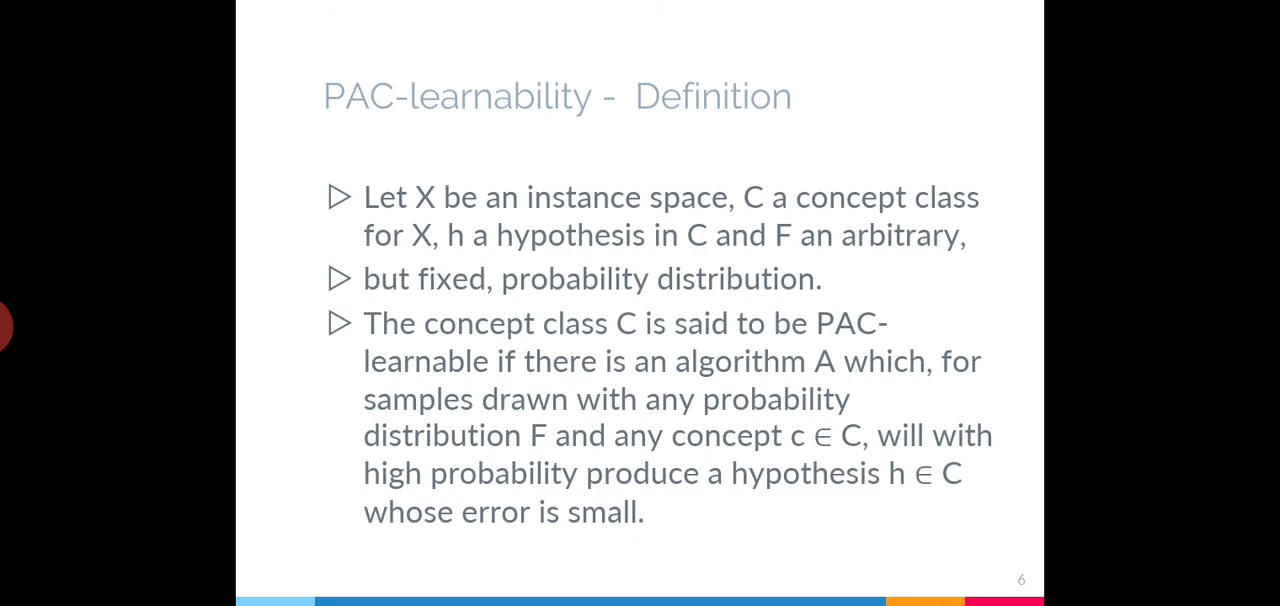 PAC-learnability - Definition
▷ Let X be an instance space, C a concept class
for X, h a hypothesis in C and F an arbitrary,
▷ but fixed, probability distribution.
▷ The concept class C is said to be PAC-
learnable if there is an algorithm A which, for
samples drawn with any probability
distribution F and any concept c ∈ C, will with
high probability produce a hypothesis h ∈ C
whose error is small.
6